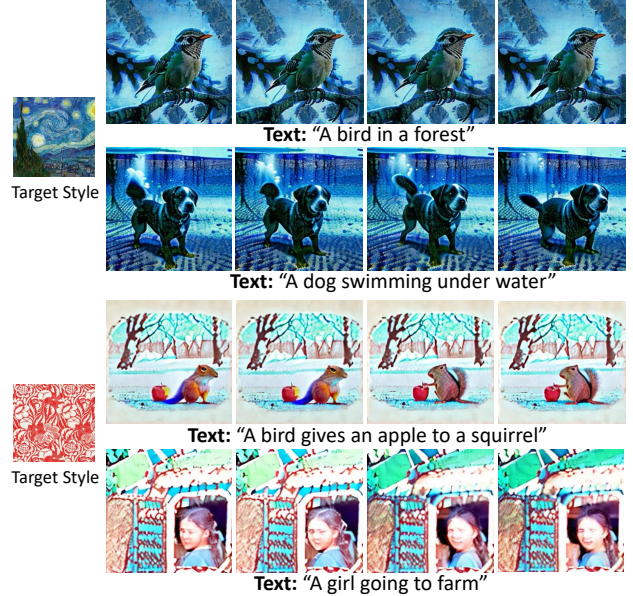 Text: “A bird in a forest”
Target Style
Text: “A dog swimming under water”
Text: “A bird gives an apple to a squirrel”
Target Style
Text: “A girl going to farm”